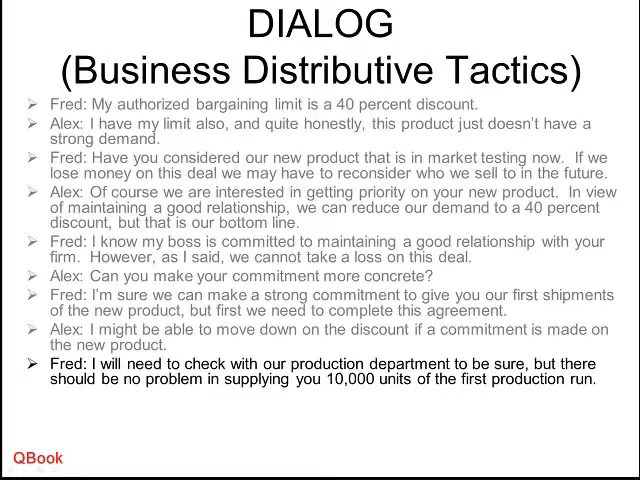 DIALOG
(Business Distributive Tactics)
➢ Fred: My authorized bargaining limit is a 40 percent discount.
➢ Alex: I have my limit also, and quite honestly, this product just doesn’t have a
strong demand.
➢ Fred: Have you considered our new product that is in market testing now.  If we
lose money on this deal we may have to reconsider who we sell to in the future.
➢ Alex: Of course we are interested in getting priority on your new product.  In view
of maintaining a good relationship, we can reduce our demand to a 40 percent
discount, but that is our bottom line.
➢ Fred: I know my boss is committed to maintaining a good relationship with your
firm.  However, as I said, we cannot take a loss on this deal.
➢ Alex: Can you make your commitment more concrete?
➢ Fred: I’m sure we can make a strong commitment to give you our first shipments
of the new product, but first we need to complete this agreement.
➢ Alex: I might be able to move down on the discount if a commitment is made on
the new product.
➢ Fred: I will need to check with our production department to be sure, but there
should be no problem in supplying you 10,000 units of the first production run.
QBook